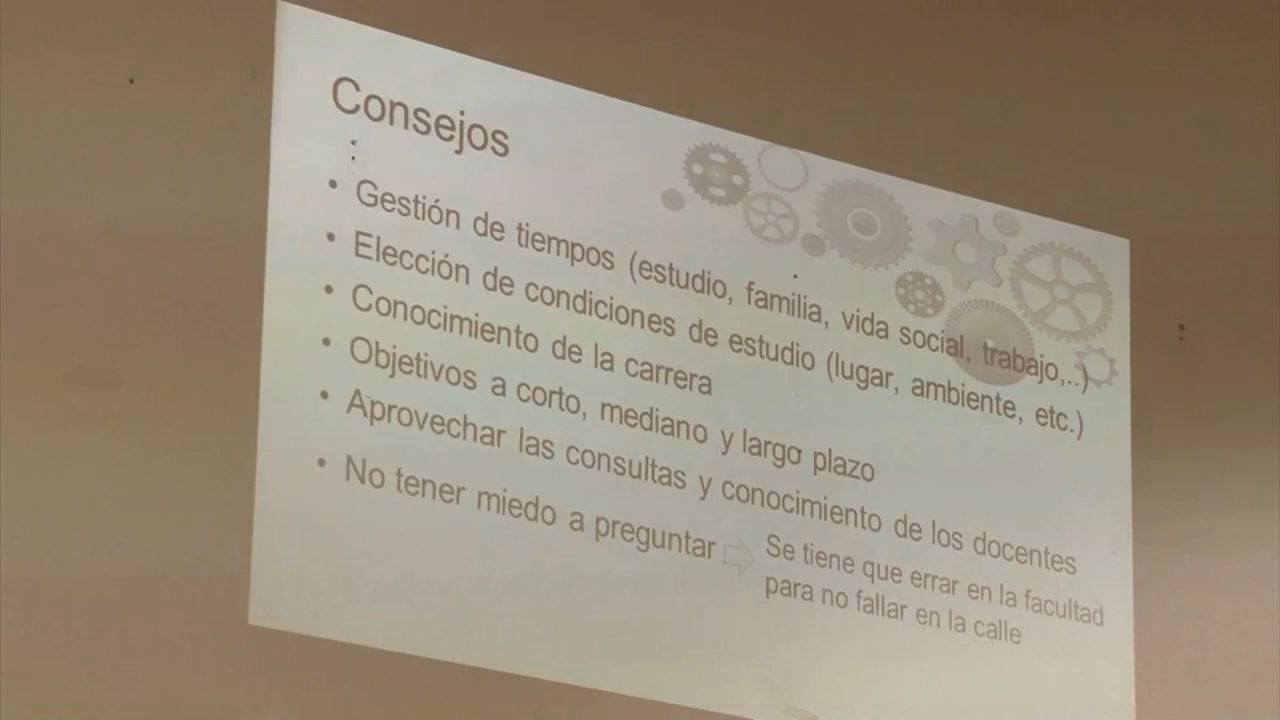 Consejos
• Gestión de tiempos (estudio, familia, vida social, trabajo,..)
• Elección de condiciones de estudio (lugar, ambiente, etc.)
• Conocimiento de la carrera
• Objetivos a corto, mediano y largo plazo
• Aprovechar las consultas y conocimiento de los docentes
• No tener miedo a preguntar
Se tiene que errar en la facultad
para no fallar en la calle